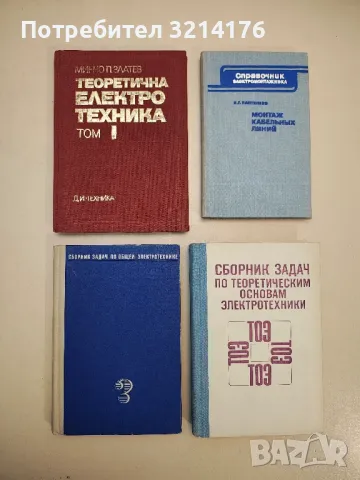 0877 3214176
МИНЧО П. ЗЛАТЕВ
ТЕОРЕТИЧНА
ЕЛЕКТРО
ТЕХНИКА
ТОМ I
Д.И. ТЕХНИКА
Справочник
электромонтажника
МОНТАЖ
КАБЕЛЬНЫХ
ЛИНИЙ
СБОРНИК ЗАДАЧ ПО ОБЩЕЙ ЭЛЕКТРОТЕХНИКЕ
СБОРНИК ЗАДАЧ
ПО ТЕОРЕТИЧЕСКИМ
ОСНОВАМ
ЭЛЕКТРОТЕХНИКИ
ТОЭ
ТОЭ
ТОЭ
ТОЭ
BAZAR
bg